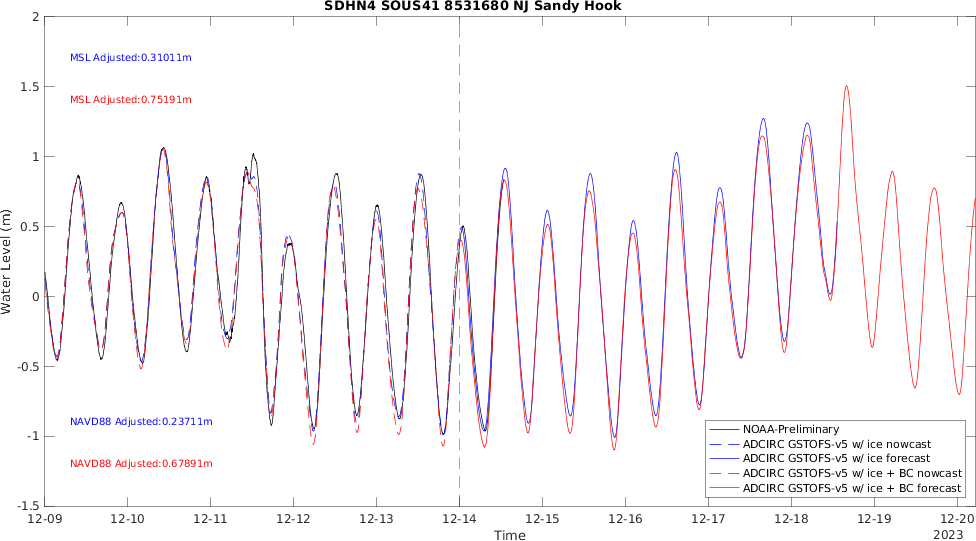 SDHN4 SOUS41 8531680 NJ Sandy Hook
2
1.5
1
0.5
0
-0.5
-1
-1.5
Water Level (m)
MSL Adjusted:0.31011m
MSL Adjusted:0.75191m
NAVD88 Adjusted:0.23711m
NAVD88 Adjusted:0.67891m
NOAA-Preliminary
ADCIRC GSTOFS-v5 w/ ice nowcast
ADCIRC GSTOFS-v5 w/ ice forecast
ADCIRC GSTOFS-v5 w/ ice + BC nowcast
ADCIRC GSTOFS-v5 w/ ice + BC forecast
12-09 12-10 12-11 12-12 12-13 12-14 12-15 12-16 12-17 12-18 12-19 12-20
Time
2023